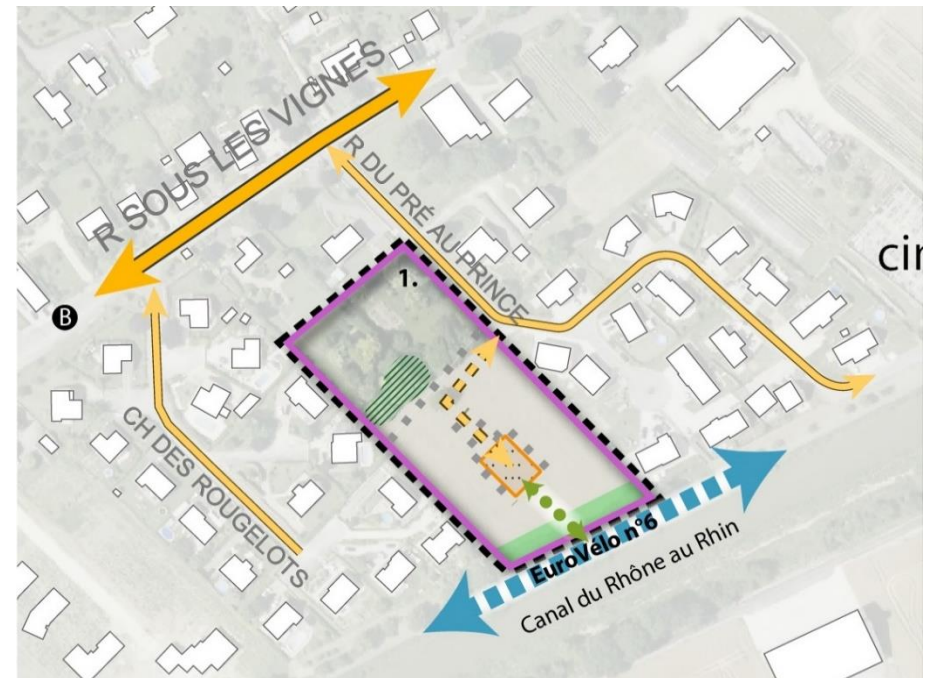 R SOUS LES VIGNES
R DU PRÉ AU PRINCE
1.
cir
B
CH DES ROUGELOTS
EuroVélo n°6
Canal du Rhône au Rhin